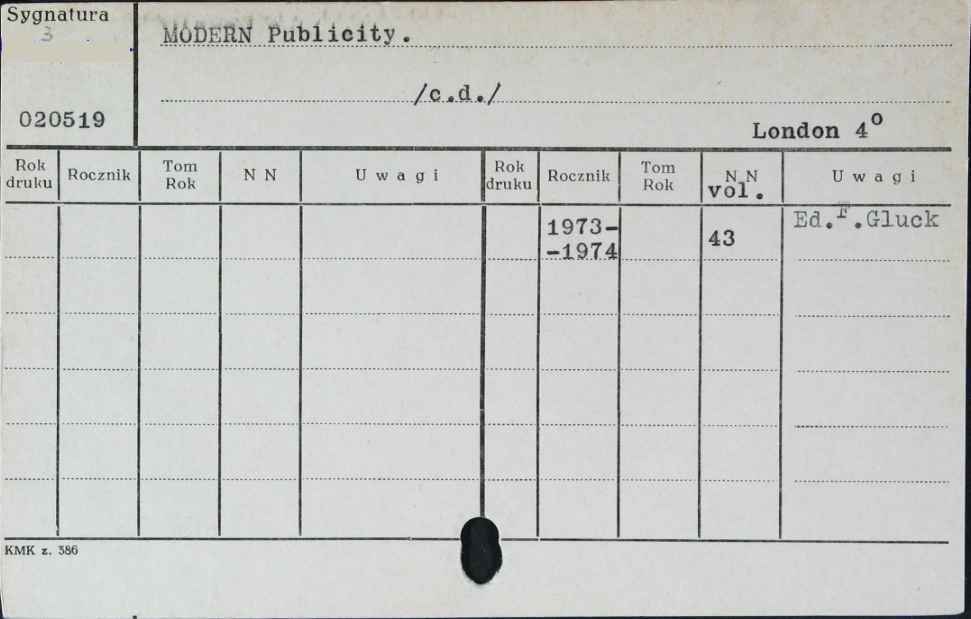 Sygnatura
3
MODERN Publicity.
/c.d./
020519
London 4º
Rok druku Rocznik Tom Rok N N U w a g i Rok druku Rocznik Tom Rok N N vol. U w a g i
1973-
-1974 43 Ed.F.Gluck
KMK z. 386